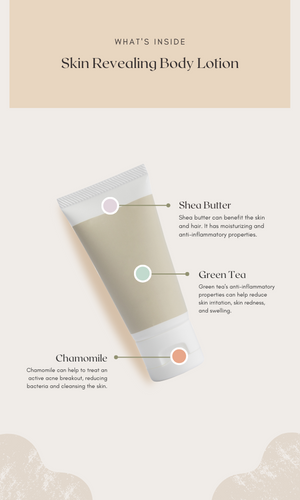 WHAT'S INSIDE
Skin Revealing Body Lotion
Shea Butter
Shea butter can benefit the skin
and hair. It has moisturizing and
anti-inflammatory properties.
Green Tea
Green tea's anti-inflammatory
properties can help reduce
skin irritation, skin redness,
and swelling.
Chamomile
Chamomile can help to treat an
active acne breakout, reducing
bacteria and cleansing the skin.